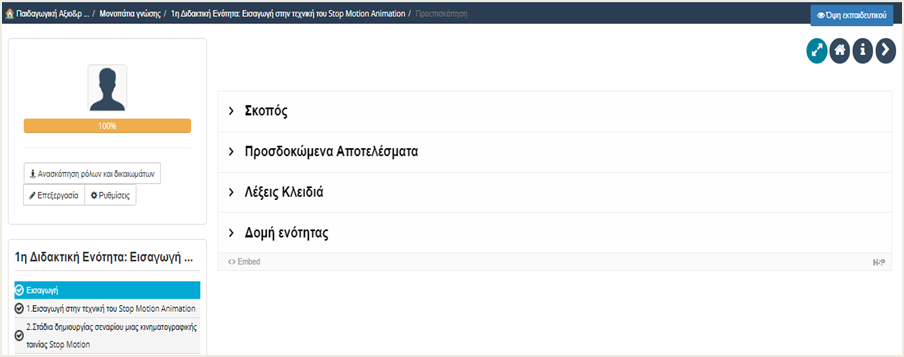 Παιδαγωγική Αξιο&ρ ... / Μονοπάτια γνώσης / 1η Διδακτική Ενότητα: Εισαγωγή στην τεχνική του Stop Motion Animation / Προεπισκόπηση
Όψη εκπαιδευτικού
100%
Ανασκόπηση ρόλων και δικαιωμάτων
Επεξεργασία Ρυθμίσεις
1η Διδακτική Ενότητα: Εισαγωγή ...
Εισαγωγή
1.Εισαγωγή στην τεχνική του Stop Motion Animation
2.Στάδια δημιουργίας σεναρίου μιας κινηματογραφικής
ταινίας Stop Motion
Σκοπός
Προσδοκώμενα Αποτελέσματα
Λέξεις Κλειδιά
Δομή ενότητας
<> Embed
H5P